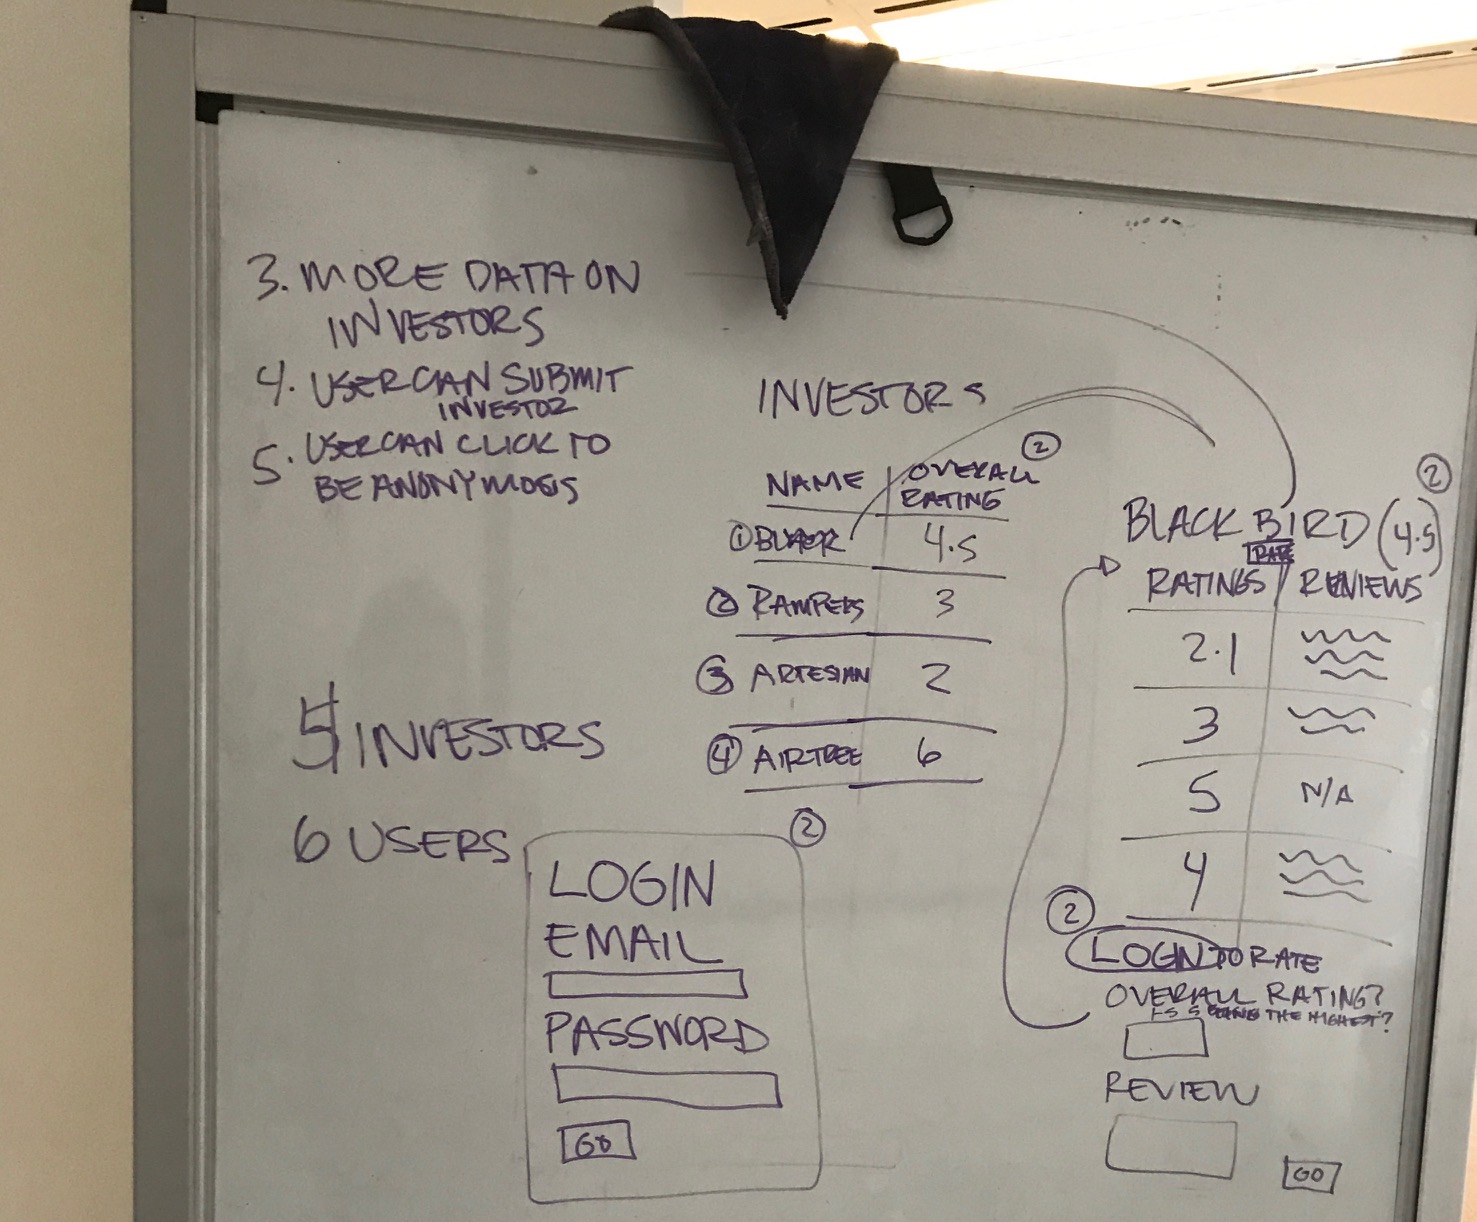 3. MORE DATA ON
INVESTORS
4. USER CAN SUBMIT
INVESTOR
5. USER CAN CLICK TO
BE ANONYMOUS
5 INVESTORS
6 USERS
INVESTORS
NAME OVERALL RATING 2
1 4.5
2 RAMPERS 3
3 ARTESIAN 2
4 AIRTREE 6
2
LOGIN
EMAIL
PASSWORD
GO
2
BLACK BIRD (4.5)
RATE
RATINGS REVIEWS
2.1
3
5 N/A
4
2
LOGIN TO RATE
OVERALL RATING?
5 BEING THE HIGHEST?
REVIEW
GO